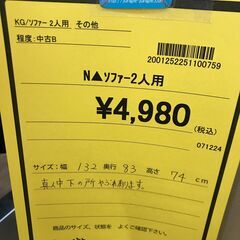 KG/ソファー2人用 その他
程度:中古B
2001252251100759
N▲ソファー2人用
¥4,980
(税込)
071224
サイズ:幅 132 奥行 83 高さ 74 cm
真ん中下の所やぶれ有ります。
商品のサイズ、状態を、よくご確認下さい。